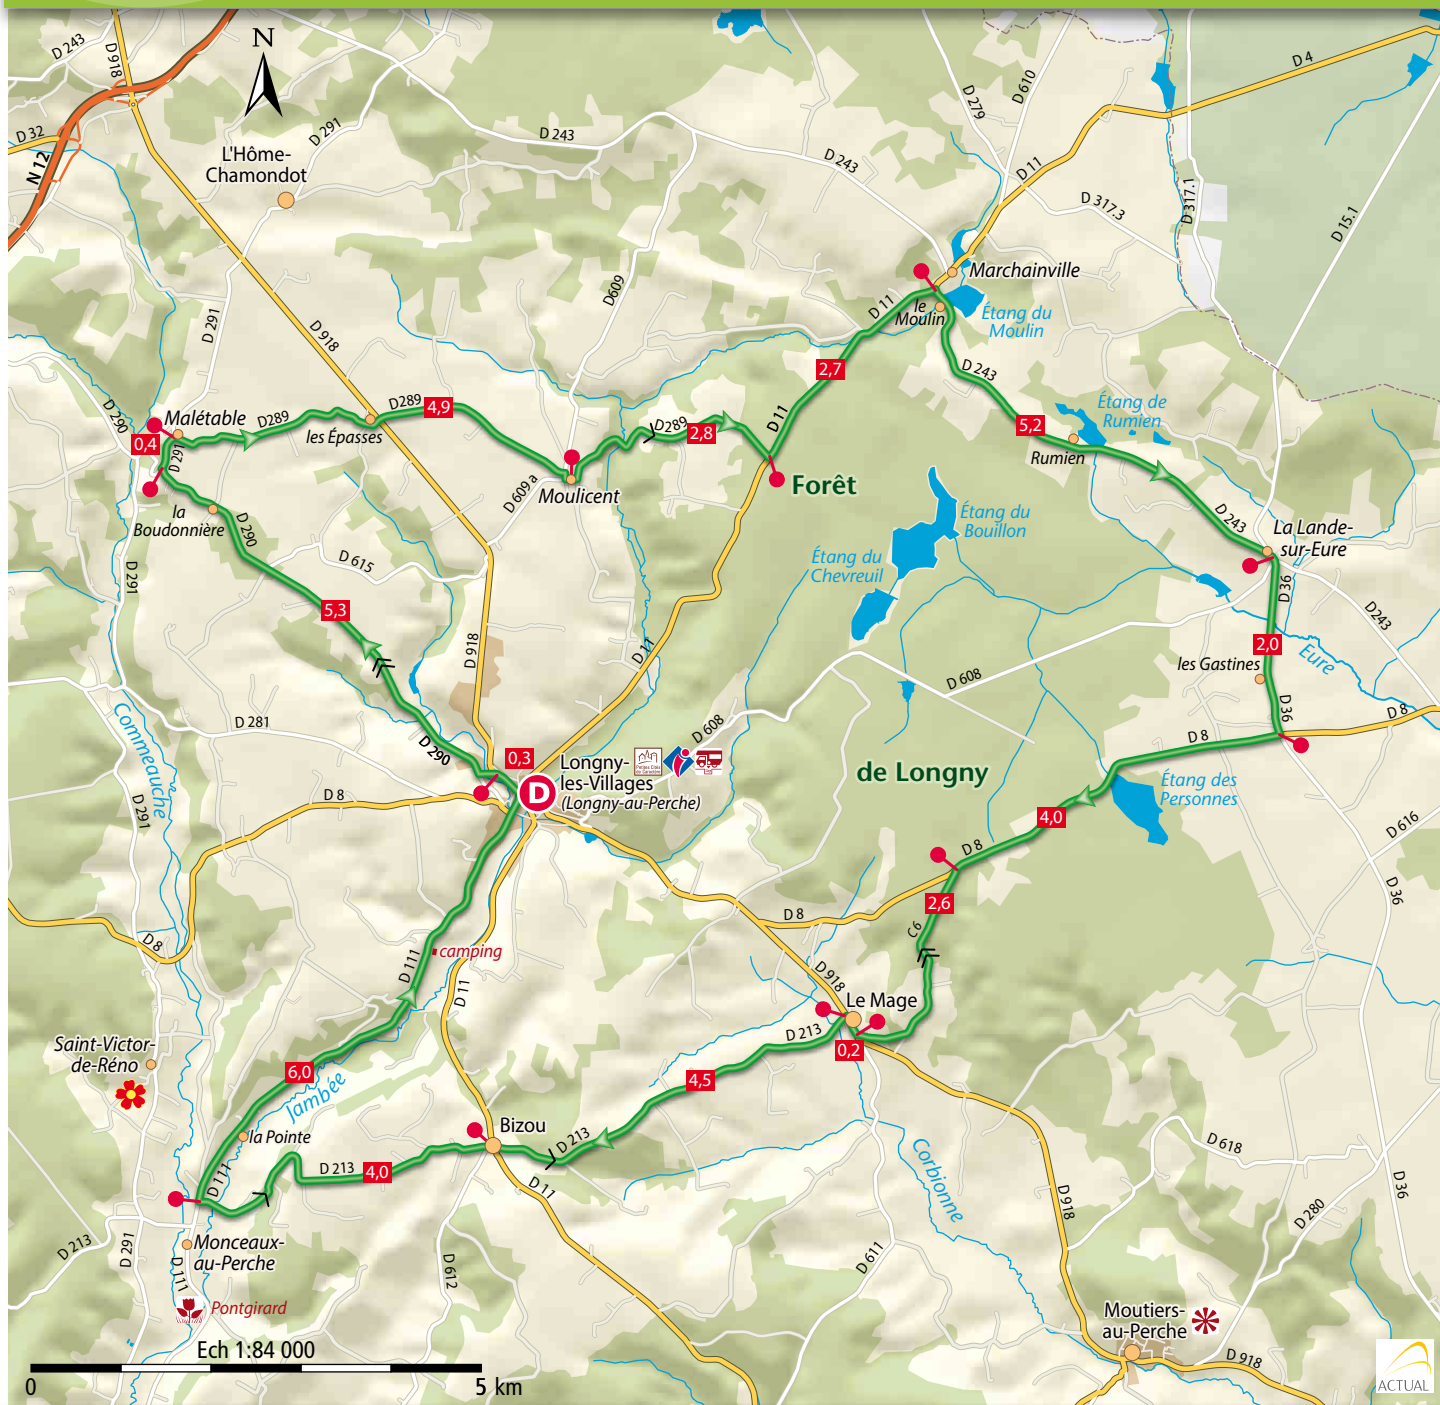 N
D 243
D 918
D 32
N 12
D 291
L'Hôme-
Chamondot
D 243
D 243
D 279
D 610
D 4
D 11
D 317.3
D 317.1
D 15.1
Marchainville
le
Moulin
Étang du
Moulin
D 291
D 918
D609
D 11
2,7
D 243
D 290
Malétable
0,4
D 291
D289
les Épasses
D289
4,9
D289
2,8
D 11
5,2
Étang de
Rumien
Rumien
D 609 a
Moulicent
Forêt
la
Boudonnière
D 290
D 243
La Lande-
sur-Eure
Étang du
Bouillon
Étang du
Chevreuil
D 291
D 615
5,3
D 36
D243
D 918
D 11
2,0
Eure
les Gastines
D 608
D 36
D 8
D 8
Commeauche
D 281
D 290
D 608
0,3
D
Longny-
les-Villages
(Longny-au-Perche)
Petites Cités
de Caractère
de Longny
Étang des
Personnes
D 8
D 291
4,0
D 616
D 8
D 36
2,6
D 8
C 6
D 8
D 111
camping
D 11
D 918
Le Mage
D 213
0,2
Saint-Victor-
de-Réno
6,0
Jambée
4,5
la Pointe
Bizou
D 213
D 213
4,0
D 111
D 11
Corbionne
D 618
D 918
D 36
D 280
D 213
D 291
Monceaux-
au-Perche
D 111
D 612
D 611
Pontgirard
Moutiers-
au-Perche
D 918
Ech 1:84 000
0
5 km
ACTUAL